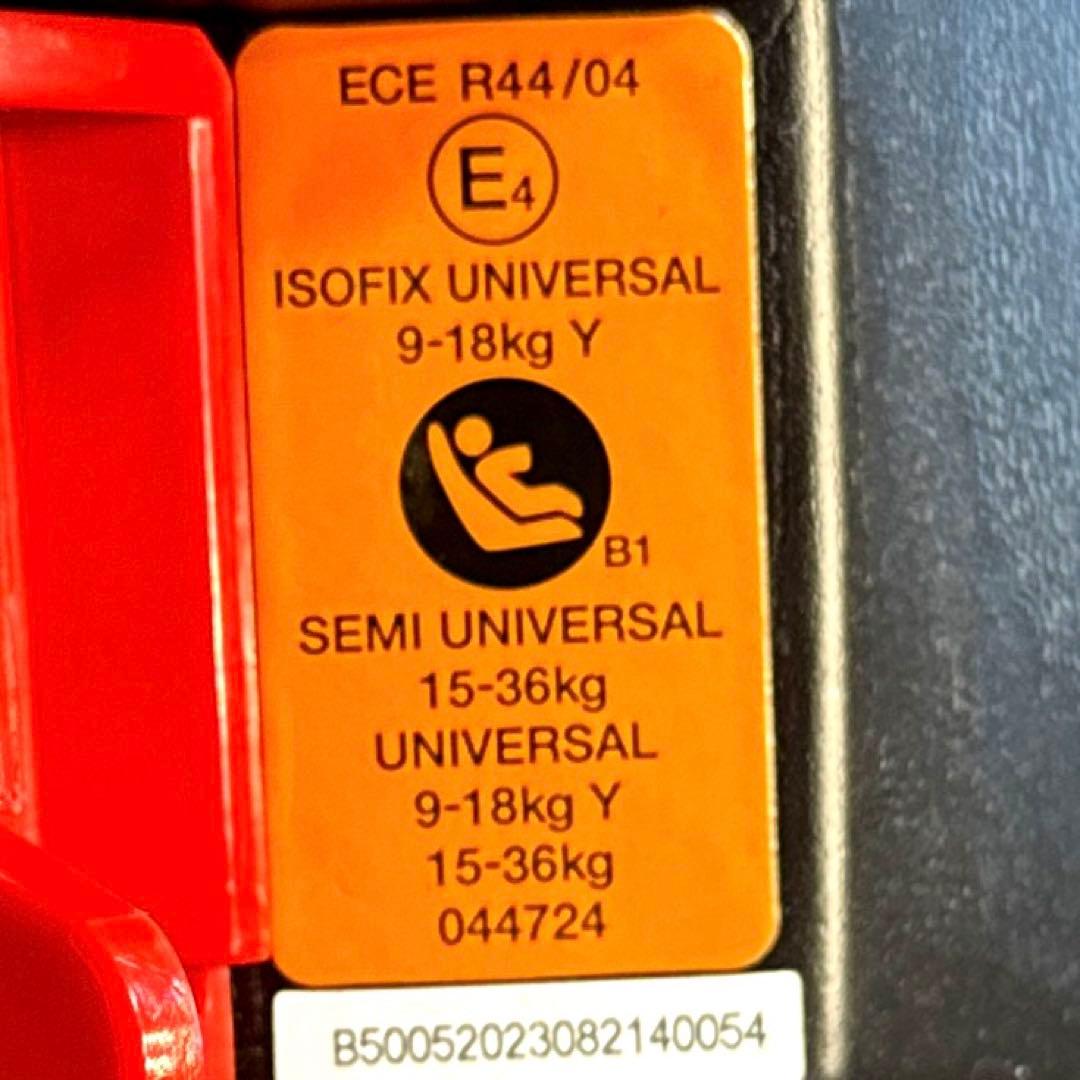 ECE R44/04
E4
ISOFIX UNIVERSAL
9-18kg Y
B1
SEMI UNIVERSAL
15-36kg
UNIVERSAL
9-18kg Y
15-36kg
044724
B50052023082140054